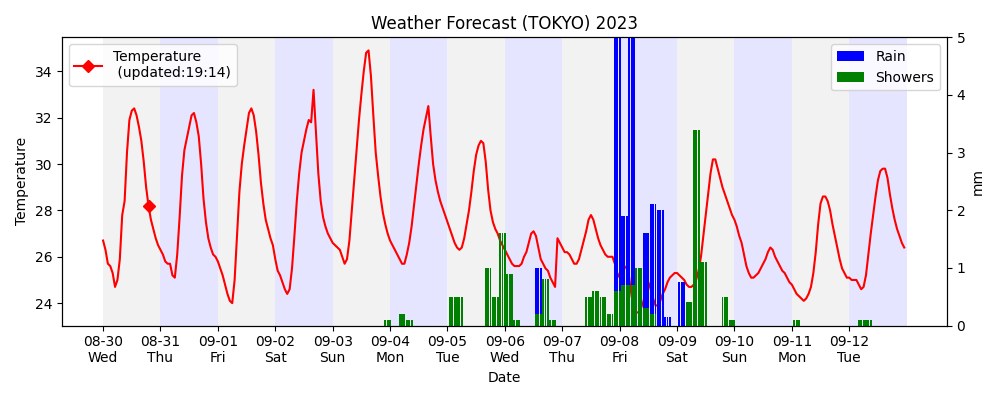 Weather Forecast (TOKYO) 2023
Temperature
(updated:19:14)
Rain
Showers
Temperature
34
32
30
28
26
24
5
4
3
2
1
0
mm
08-30 08-31 09-01 09-02 09-03 09-04 09-05 09-06 09-07 09-08 09-09 09-10 09-11 09-12
Wed Thu Fri Sat Sun Mon Tue Wed Thu Fri Sat Sun Mon Tue
Date